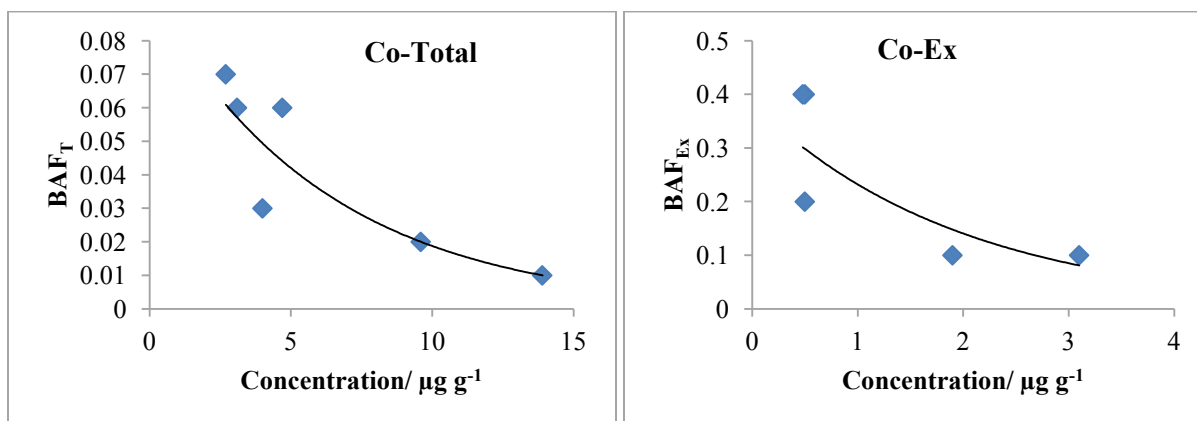 Co-Total
BAF_T
0.08
0.07
0.06
0.05
0.04
0.03
0.02
0.01
0
0 5 10 15
Concentration/ µg g⁻¹
Co-Ex
BAF_Ex
0.5
0.4
0.3
0.2
0.1
0
0 1 2 3 4
Concentration/ µg g⁻¹